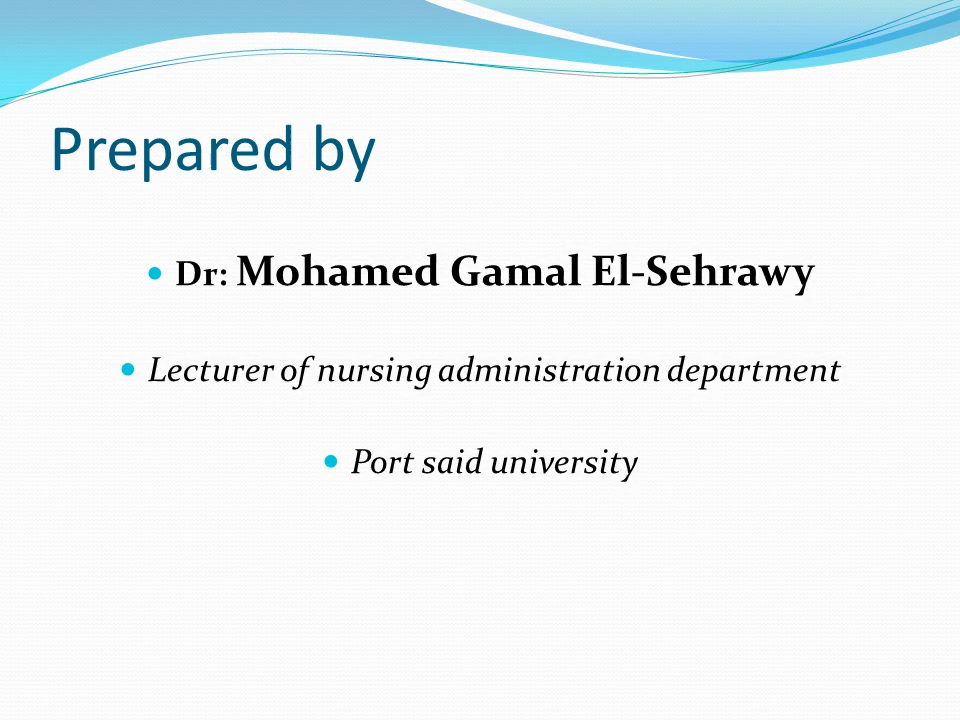 Prepared by
• Dr: Mohamed Gamal El-Sehrawy
• Lecturer of nursing administration department
• Port said university